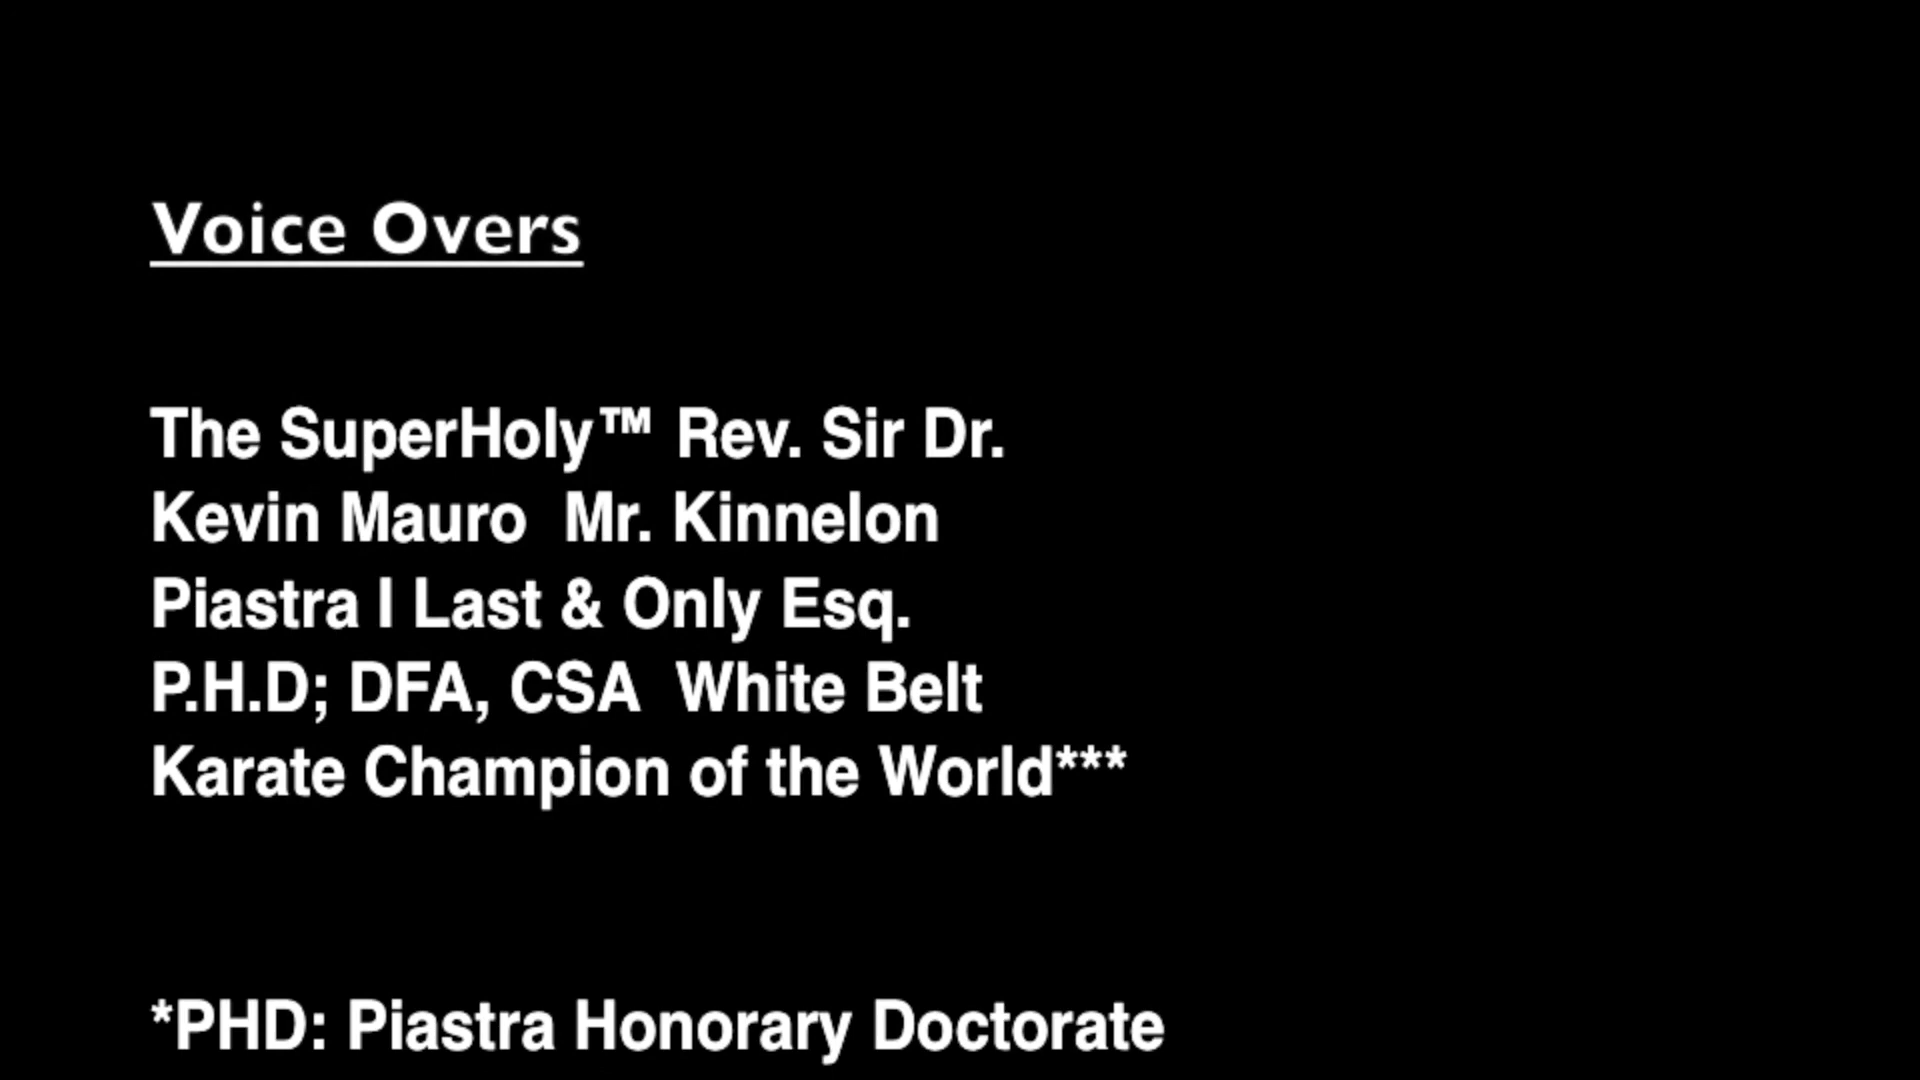 Voice Overs
The SuperHoly™ Rev. Sir Dr.
Kevin Mauro  Mr. Kinnelon
Piastra I Last & Only Esq.
P.H.D; DFA, CSA  White Belt
Karate Champion of the World***
*PHD: Piastra Honorary Doctorate